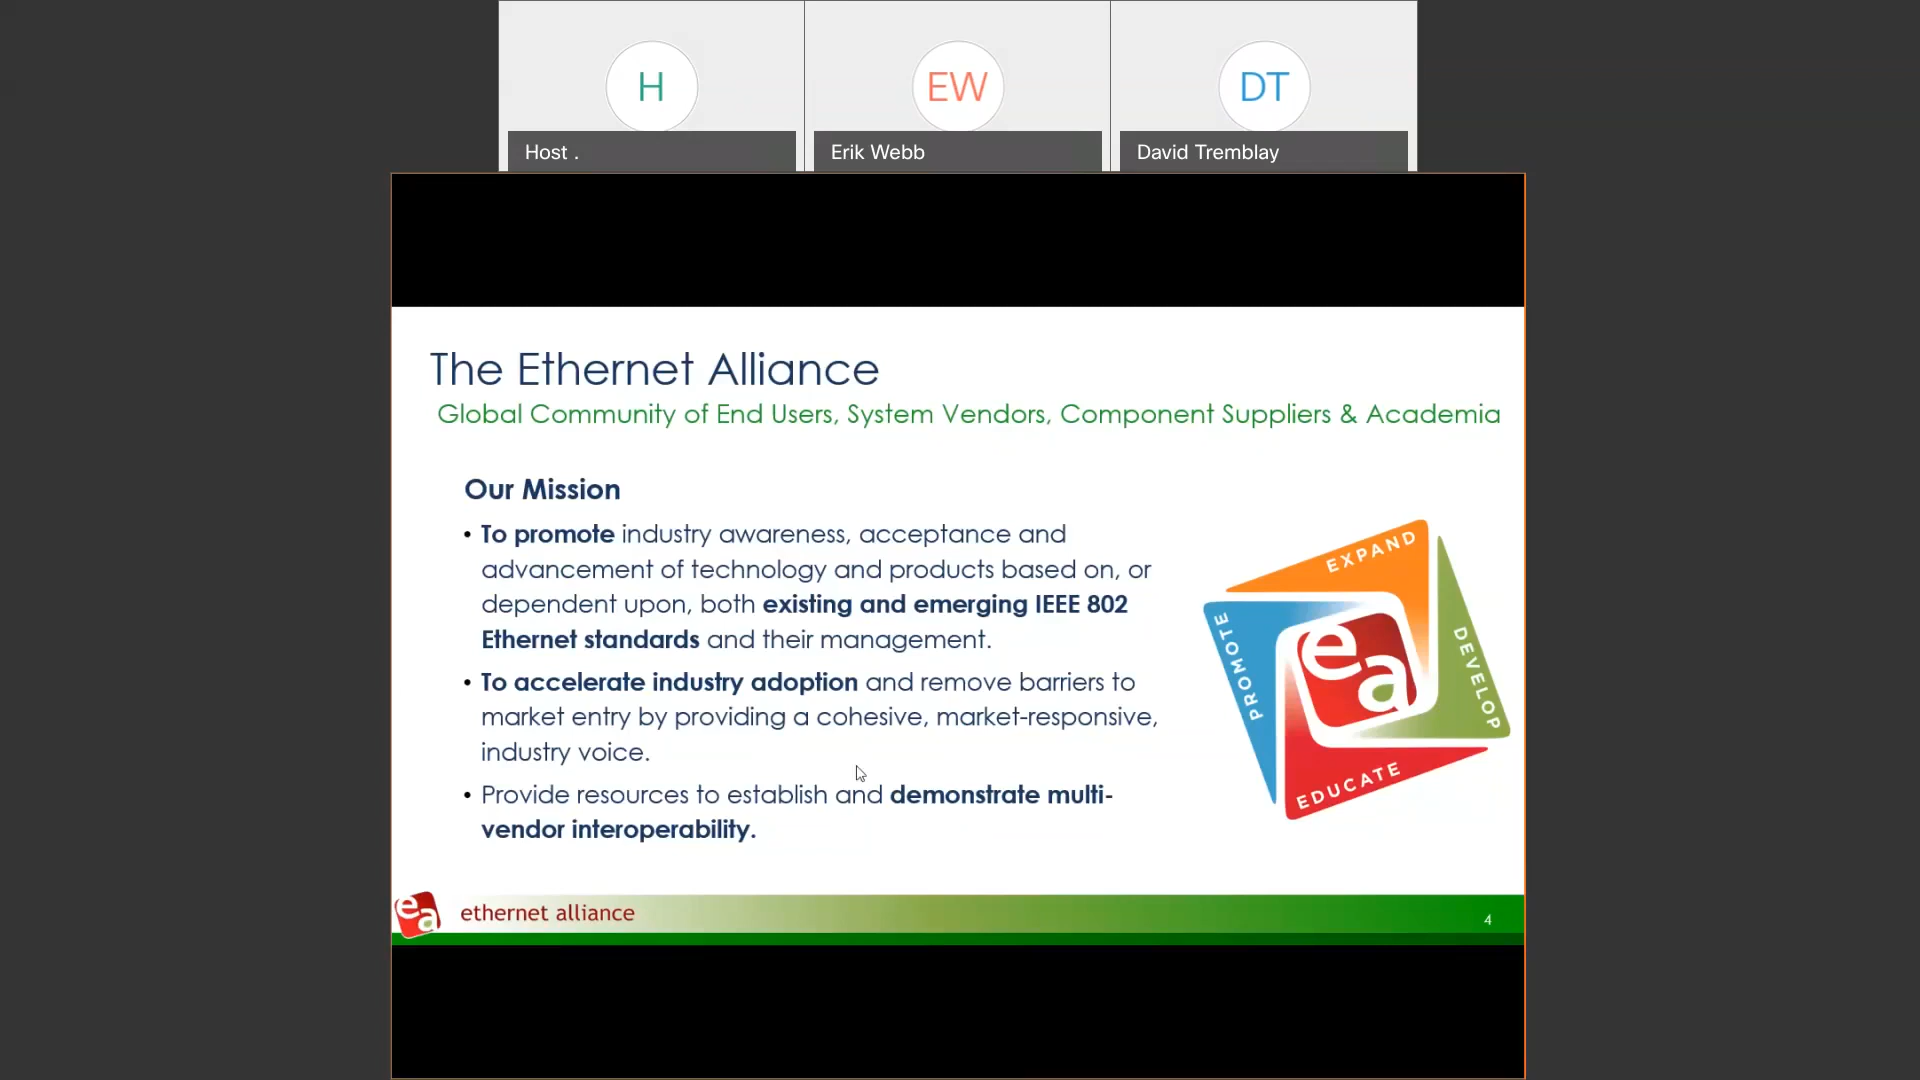 H
EW
DT
Host .
Erik Webb
David Tremblay
The Ethernet Alliance
Global Community of End Users, System Vendors, Component Suppliers & Academia
Our Mission
• To promote industry awareness, acceptance and
advancement of technology and products based on, or
dependent upon, both existing and emerging IEEE 802
Ethernet standards and their management.
• To accelerate industry adoption and remove barriers to
market entry by providing a cohesive, market-responsive,
industry voice.
• Provide resources to establish and demonstrate multi-
vendor interoperability.
EXPAND
PROMOTE
ea
DEVELOP
EDUCATE
ea
ethernet alliance
4